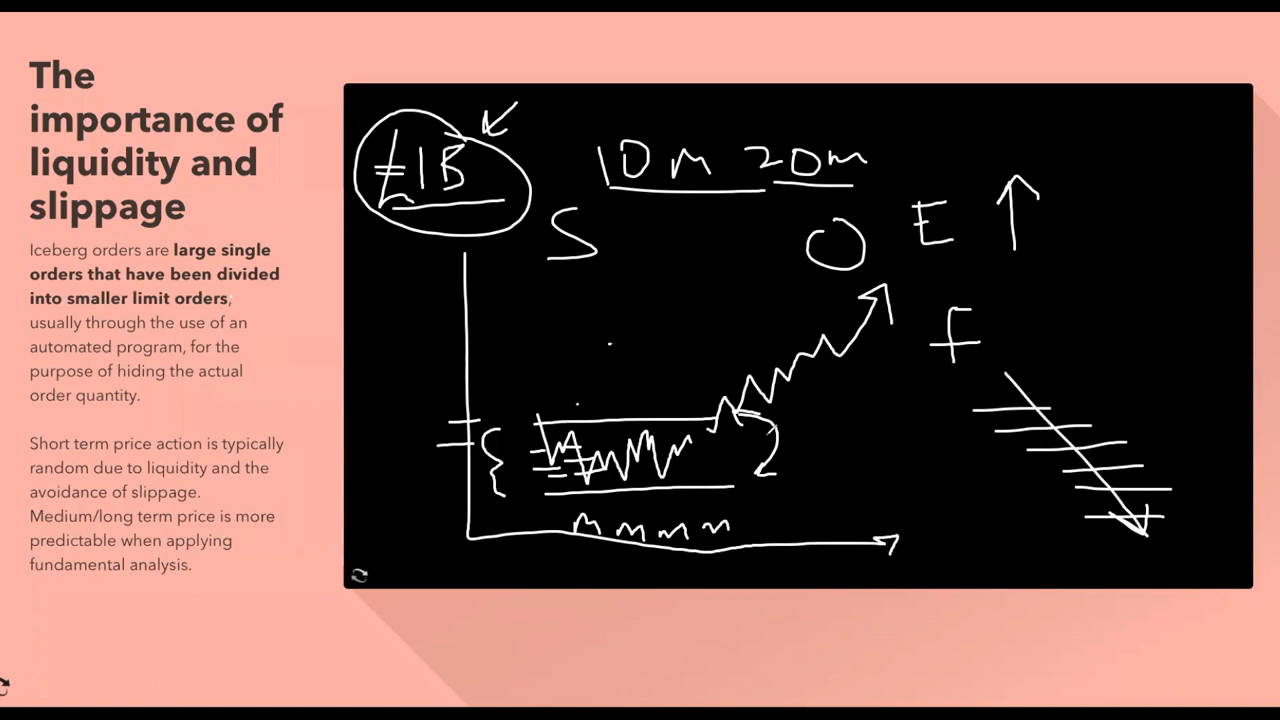 The
importance of
liquidity and
slippage
Iceberg orders are large single
orders that have been divided
into smaller limit orders;
usually through the use of an
automated program, for the
purpose of hiding the actual
order quantity.
Short term price action is typically
random due to liquidity and the
avoidance of slippage.
Medium/long term price is more
predictable when applying
fundamental analysis.
£1B
10m 20m
S
O E
f
m m m m